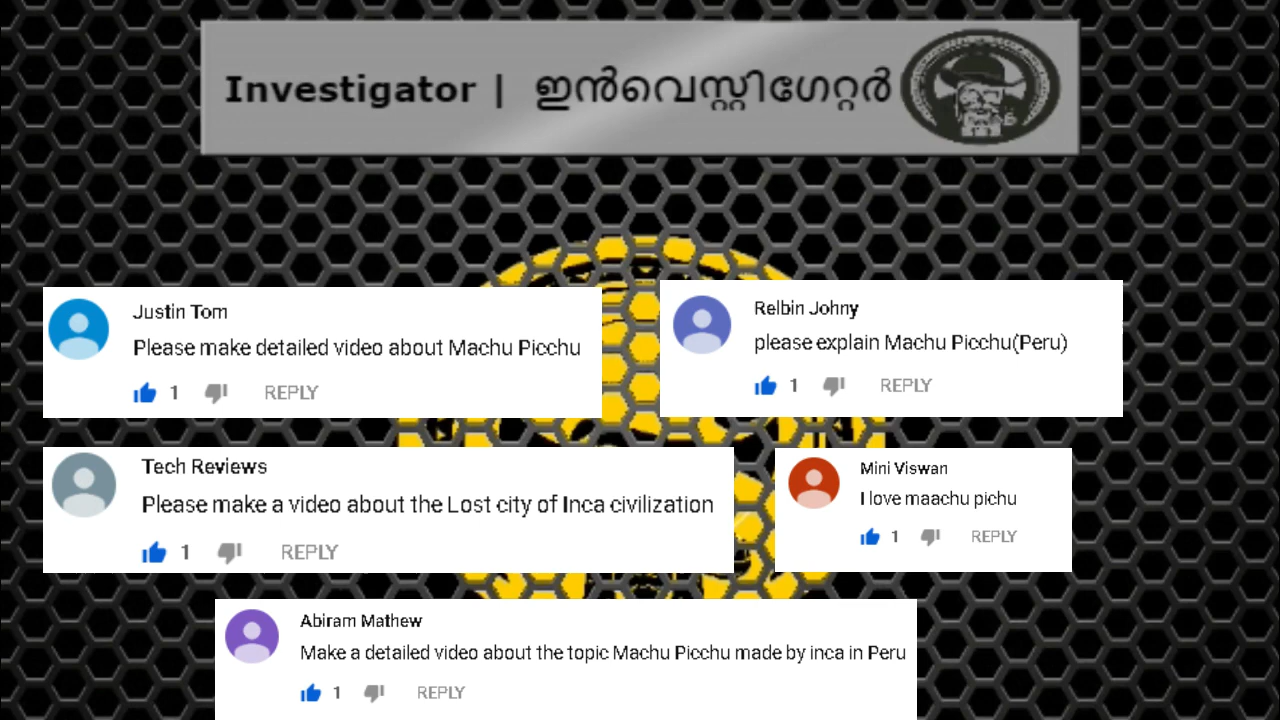 Investigator | ഇൻവെസ്റ്റിഗേറ്റർ
Justin Tom
Please make detailed video about Machu Picchu
1 REPLY
Relbin Johny
please explain Machu Picchu(Peru)
1 REPLY
Tech Reviews
Please make a video about the Lost city of Inca civilization
1 REPLY
Mini Viswan
I love maachu pichu
1 REPLY
Abiram Mathew
Make a detailed video about the topic Machu Picchu made by inca in Peru
1 REPLY